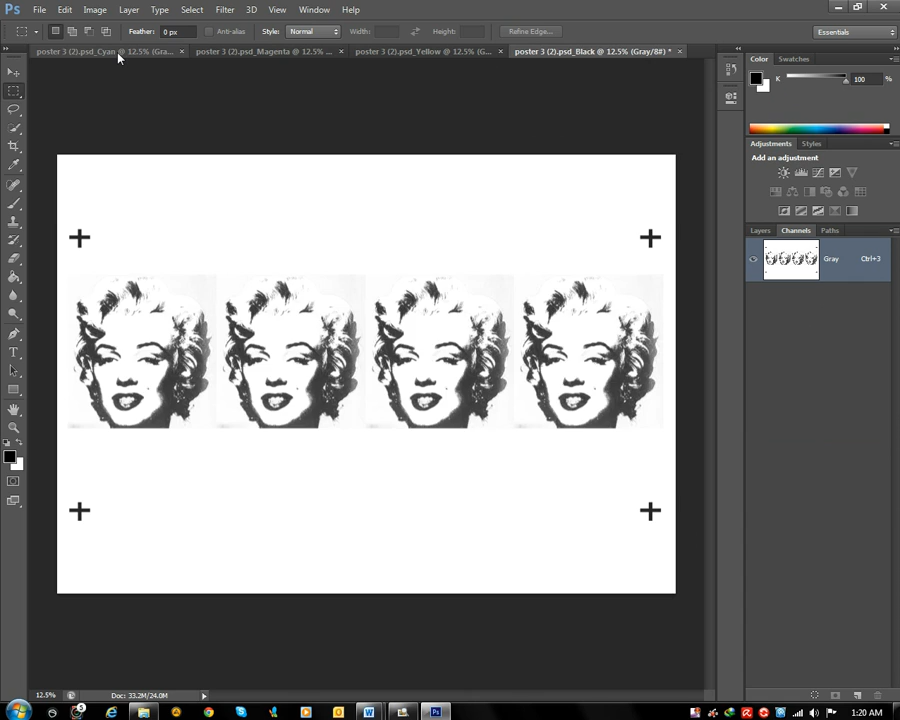 Ps File Edit Image Layer Type Select Filter 3D View Window Help
Feather: 0 px Anti-alias Style: Normal Width: Height: Refine Edge... Essentials
poster 3 (2).psd_Cyan @ 12.5% (Gra... × poster 3 (2).psd_Magenta @ 12.5% ... × poster 3 (2).psd_Yellow @ 12.5% (G... × poster 3 (2).psd_Black @ 12.5% (Gray/8#) * ×
Color Swatches
K 100 %
Adjustments Styles
Add an adjustment
Layers Channels Paths
Gray Ctrl+3
12.5% Doc: 33.2M/24.0M
1:20 AM